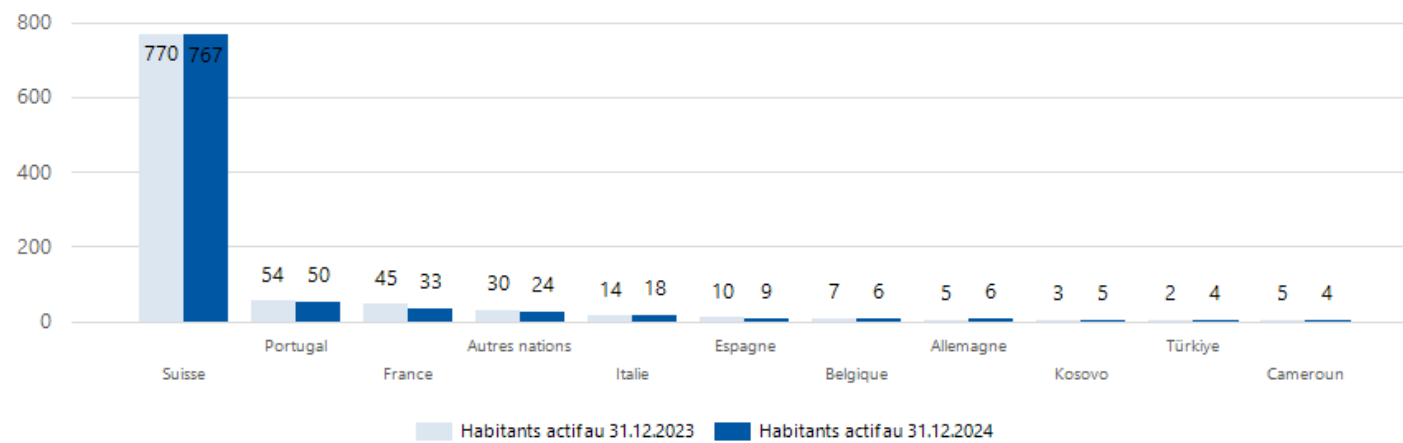 800
770 767
600
400
200
54 50 45 33 30 24 14 18 10 9 7 6 5 6 3 5 2 4 5 4
0
Portugal Autres nations Espagne Allemagne Türkiye
Suisse France Italie Belgique Kosovo Cameroun
Habitants actif au 31.12.2023 Habitants actif au 31.12.2024